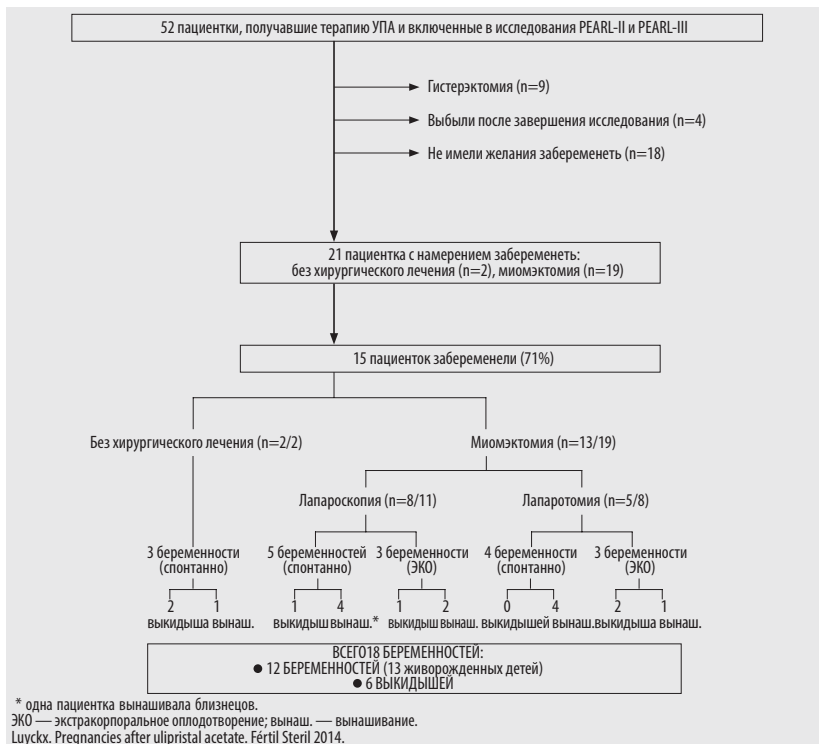 52 пациентки, получавшие терапию УПА и включенные в исследования PEARL-II и PEARL-III
Гистерэктомия (n=9)
Выбыли после завершения исследования (n=4)
Не имели желания забеременеть (n=18)
21 пациентка с намерением забеременеть:
без хирургического лечения (n=2), миомэктомия (n=19)
15 пациенток забеременели (71%)
Без хирургического лечения (n=2/2) Миомэктомия (n=13/19)
Лапароскопия (n=8/11) Лапаротомия (n=5/8)
3 беременности 5 беременностей 3 беременности 4 беременности 3 беременности
(спонтанно) (спонтанно) (ЭКО) (спонтанно) (ЭКО)
2 1 1 4 1 2 0 4 2 1
выкидыша вынаш. выкидыш вынаш.* выкидыш вынаш. выкидышей вынаш. выкидыша вынаш.
ВСЕГО18 БЕРЕМЕННОСТЕЙ:
● 12 БЕРЕМЕННОСТЕЙ (13 живорожденных детей)
● 6 ВЫКИДЫШЕЙ
* одна пациентка вынашивала близнецов.
ЭКО — экстракорпоральное оплодотворение; вынаш. — вынашивание.
Luyckx. Pregnancies after ulipristal acetate. Fértil Steril 2014.